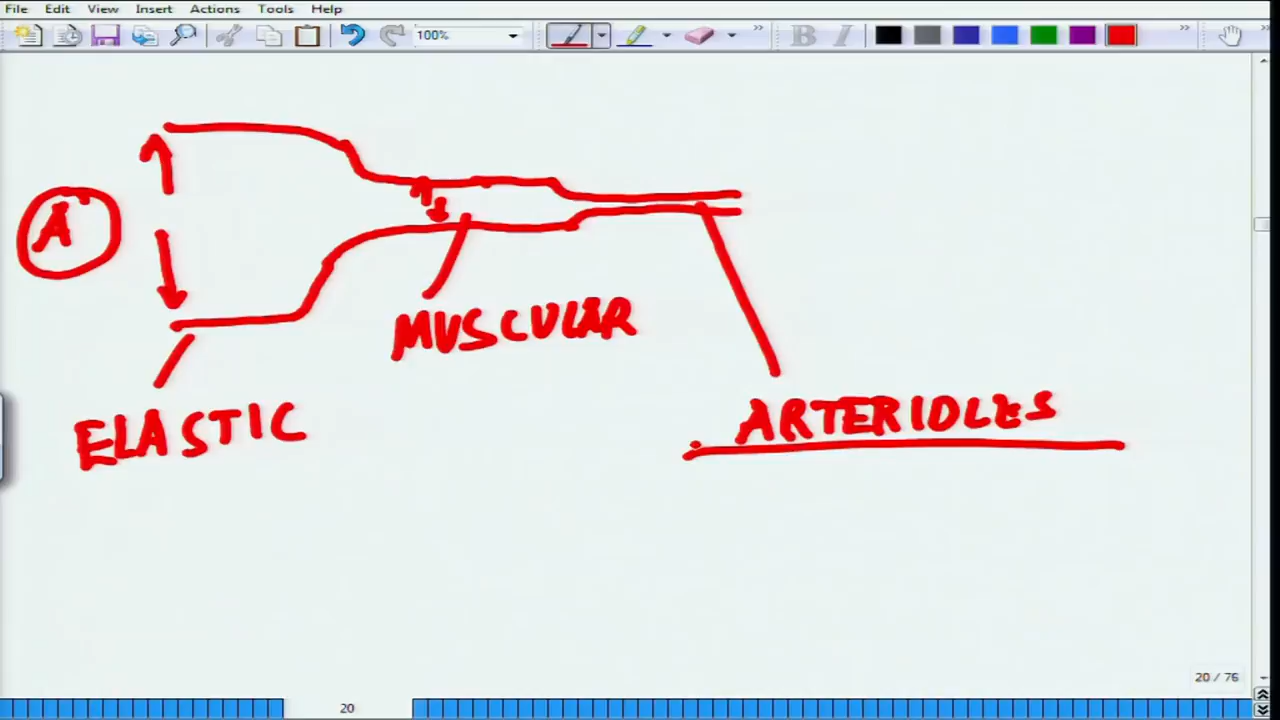 File Edit View Insert Actions Tools Help
100%
B I
A
MUSCULAR
ELASTIC
ARTERIOLES
20 / 76
20